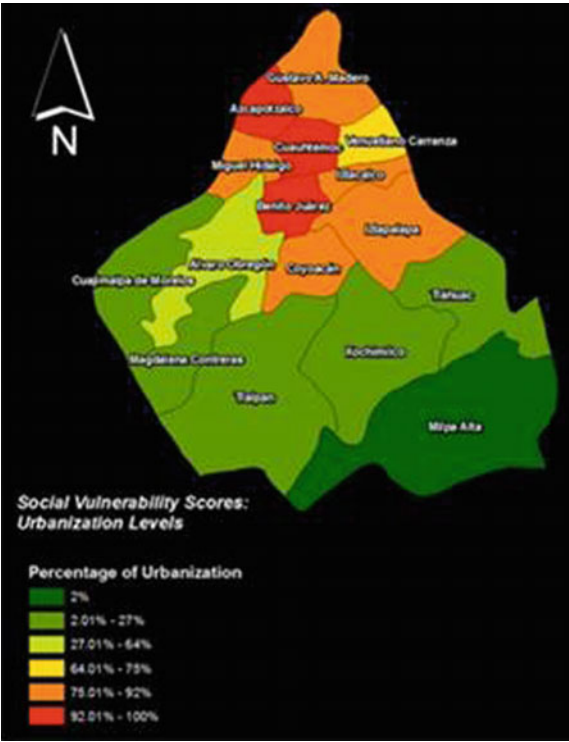 Gustavo A. Madero
Azcapotzalco
Cuauhtemoc
Venustiano Carranza
Miguel Hidalgo
Iztacalco
Benito Juárez
Iztapalapa
Alvaro Obregón
Coyoacán
Cuajimalpa de Morelos
Tlahuac
Magdalena Contreras
Xochimilco
Tlalpan
Milpa Alta
N
Social Vulnerability Scores:
Urbanization Levels
Percentage of Urbanization
2%
2.01% - 27%
27.01% - 64%
64.01% - 75%
75.01% - 92%
92.01% - 100%